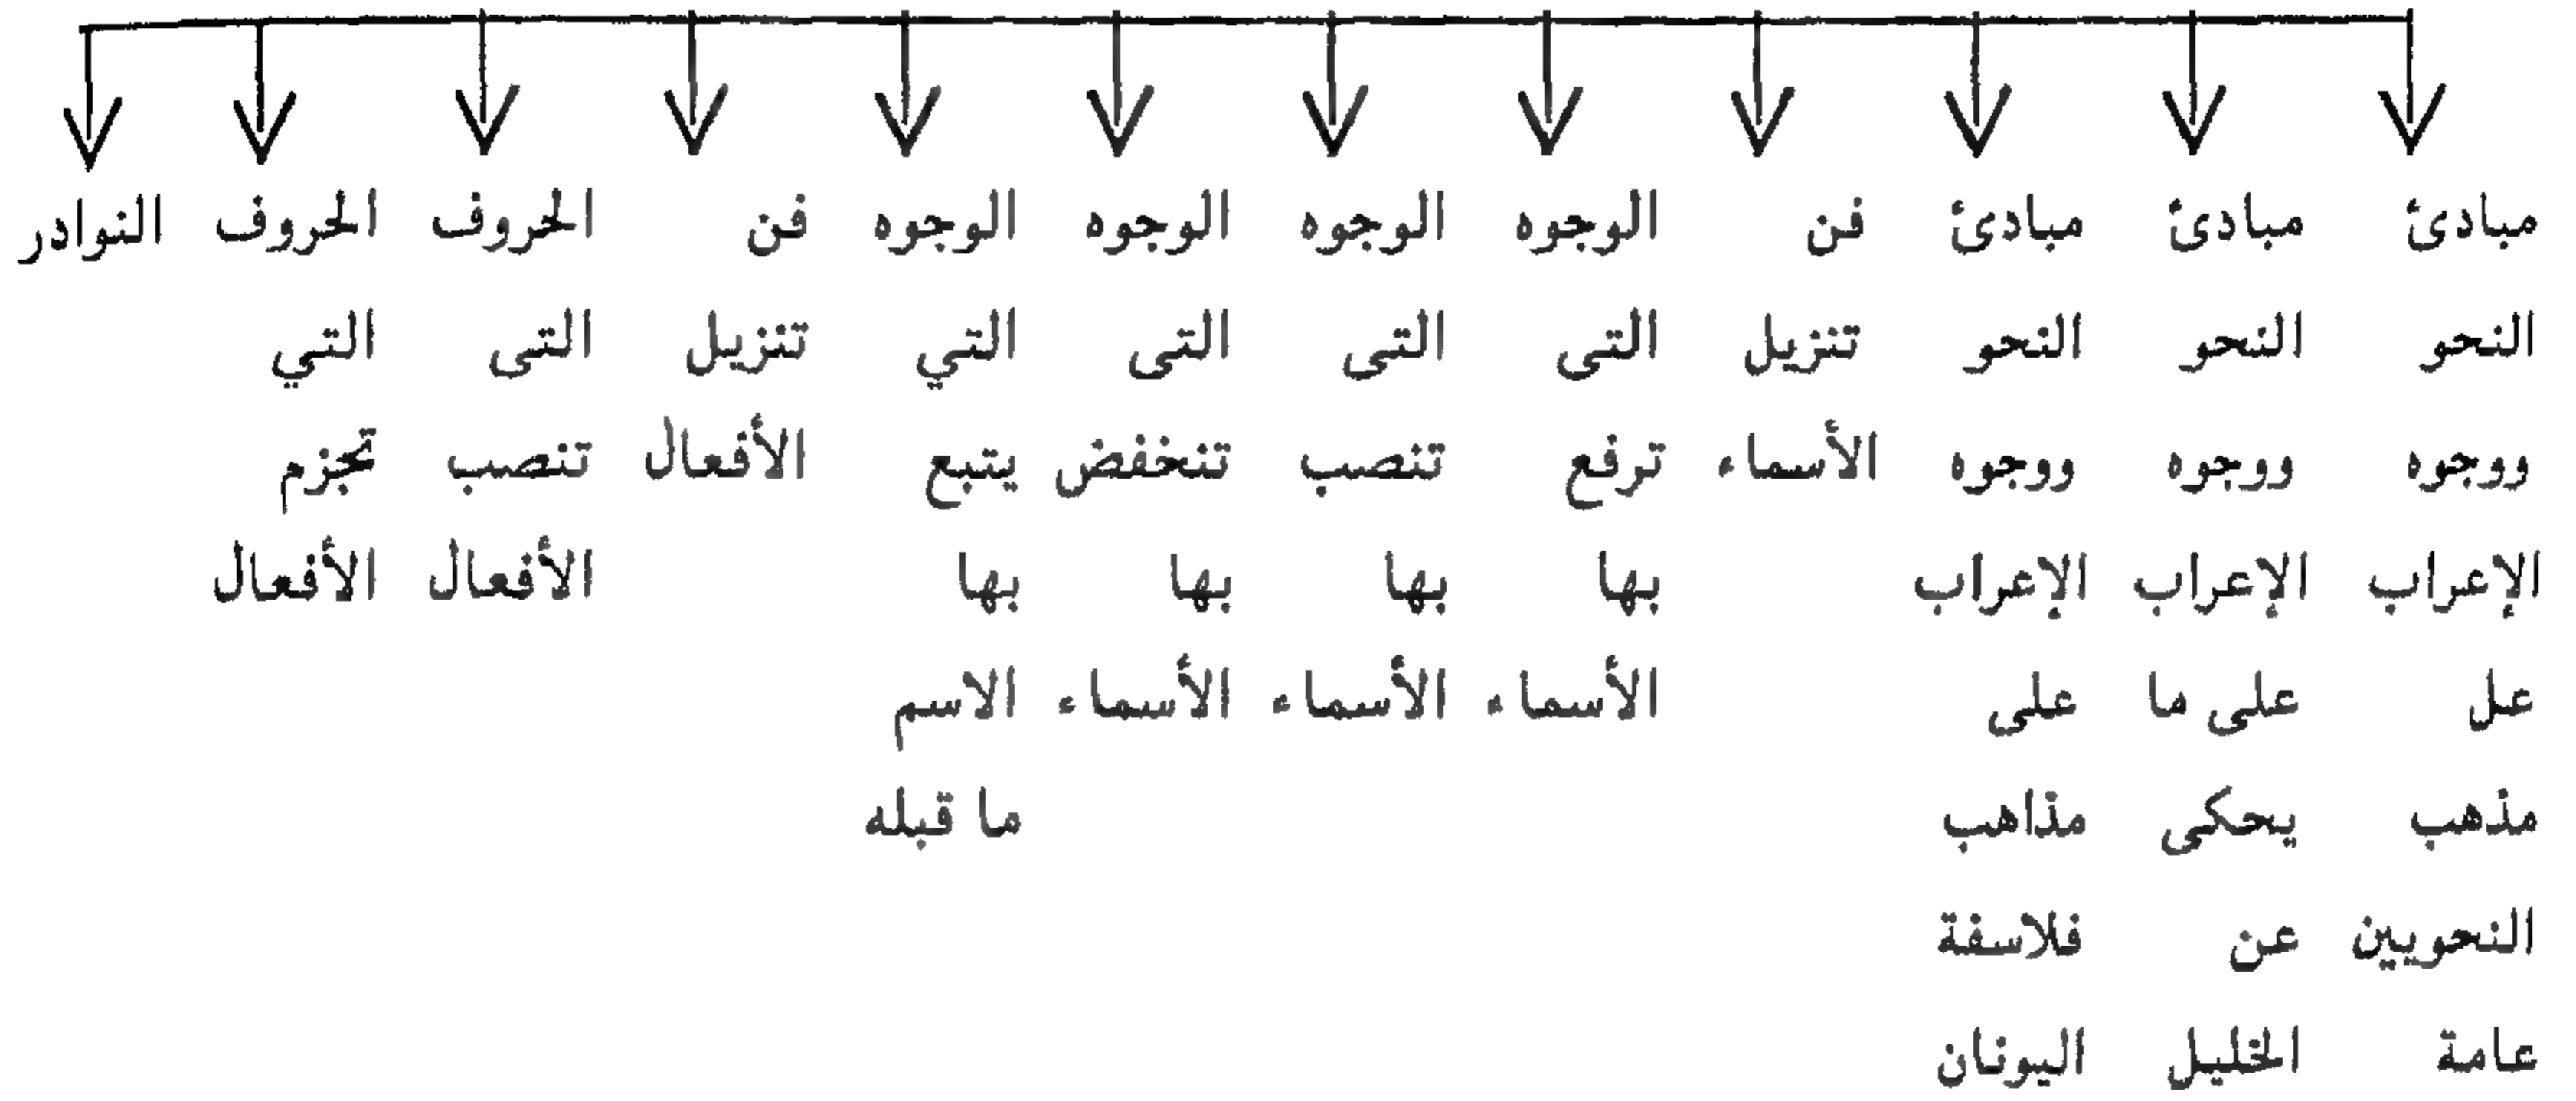 مبادئ
النحو
ووجوه
الإعراب
عل
مذهب
النحويين
عامة
مبادئ
النحو
ووجوه
الإعراب
على ما
يحكى
عن
الخليل
مبادئ
النحو
ووجوه
الإعراب
على
مذاهب
فلاسفة
اليونان
فن
تنزيل
الأسماء
الوجوه
التى
ترفع
بها
الأسماء
الوجوه
التى
تنصب
بها
الأسماء
الوجوه
التى
تنخفض
بها
الأسماء
الوجوه
التي
يتبع
بها
الاسم
ما قبله
فن
تنزيل
الأفعال
الحروف
التى
تنصب
الأفعال
الحروف
التي
تجزم
الأفعال
النوادر